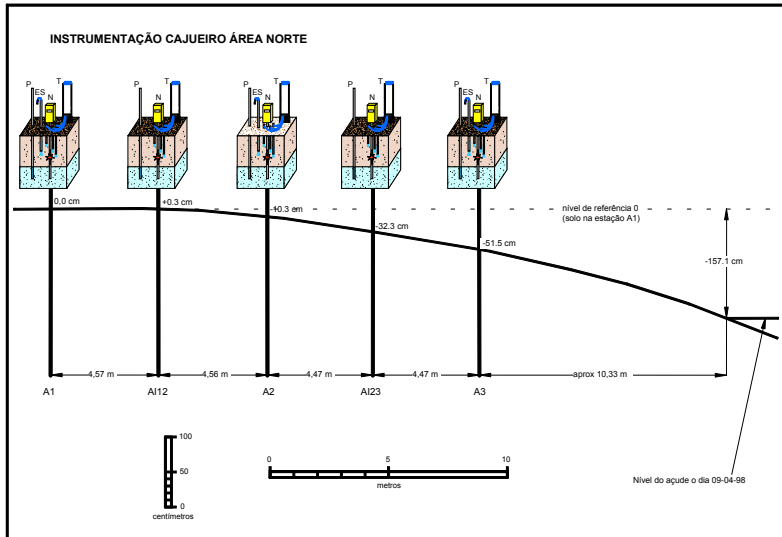 INSTRUMENTAÇÃO CAJUEIRO ÁREA NORTE
P ES N T
P N T
P ES N T
P N T
P ES N T
0,0 cm
+0.3 cm
-10.3 cm
-32.3 cm
-51.5 cm
nível de referência 0
(solo na estação A1)
-157.1 cm
4,57 m
4,56 m
4,47 m
4,47 m
aprox 10,33 m
A1
AI12
A2
AI23
A3
100
50
0
centímetros
0
5
10
metros
Nível do açude o dia 09-04-98